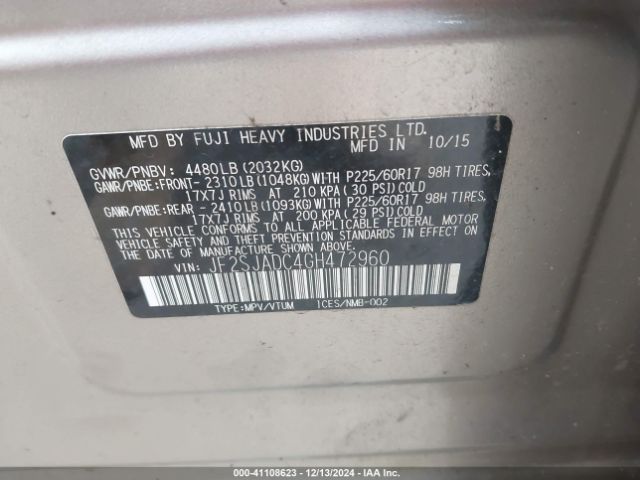 MFD BY FUJI HEAVY INDUSTRIES LTD.
MFD IN 10/15
GVWR/PNBV: 4480LB (2032KG)
GAWR/PNBE:FRONT- 2310LB(1048KG)WITH P225/60R17 98H TIRES,
17X7J RIMS AT 210 KPA(30 PSI)COLD
GAWR/PNBE:REAR - 2410LB(1093KG)WITH P225/60R17 98H TIRES,
17X7J RIMS AT 200 KPA(29 PSI)COLD
THIS VEHICLE CONFORMS TO ALL APPLICABLE FEDERAL MOTOR
VEHICLE SAFETY AND THEFT PREVENTION STANDARDS IN EFFECT ON
THE DATE OF MANUFACTURE SHOWN ABOVE.
VIN: JF2SJADC4GH472960
TYPE:MPV/VTUM ICES/NMB-002
©-41108623 – 12/13/2024 – IAA.